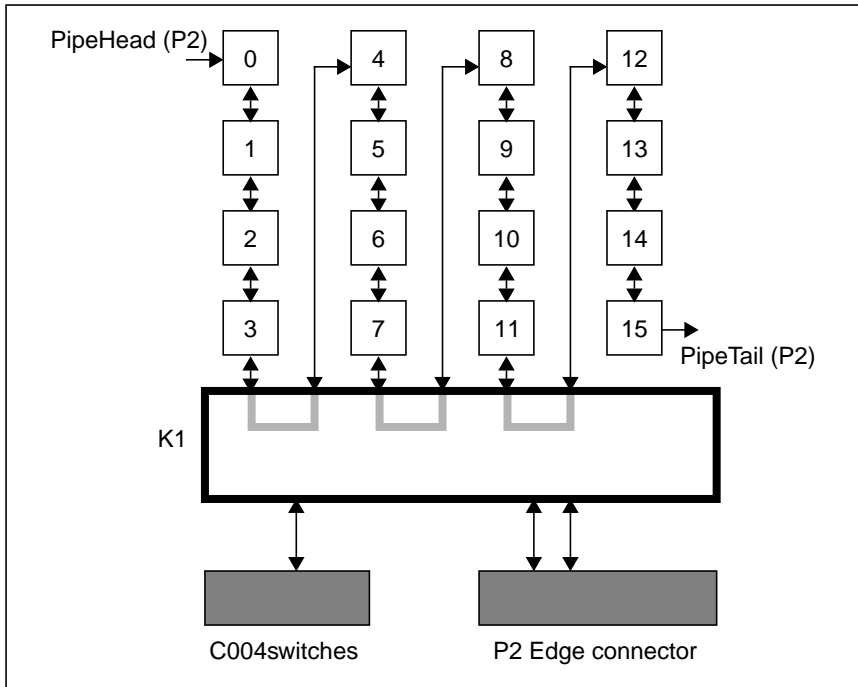 PipeHead (P2)
0 4 8 12
1 5 9 13
2 6 10 14
3 7 11 15
PipeTail (P2)
K1
C004switches P2 Edge connector